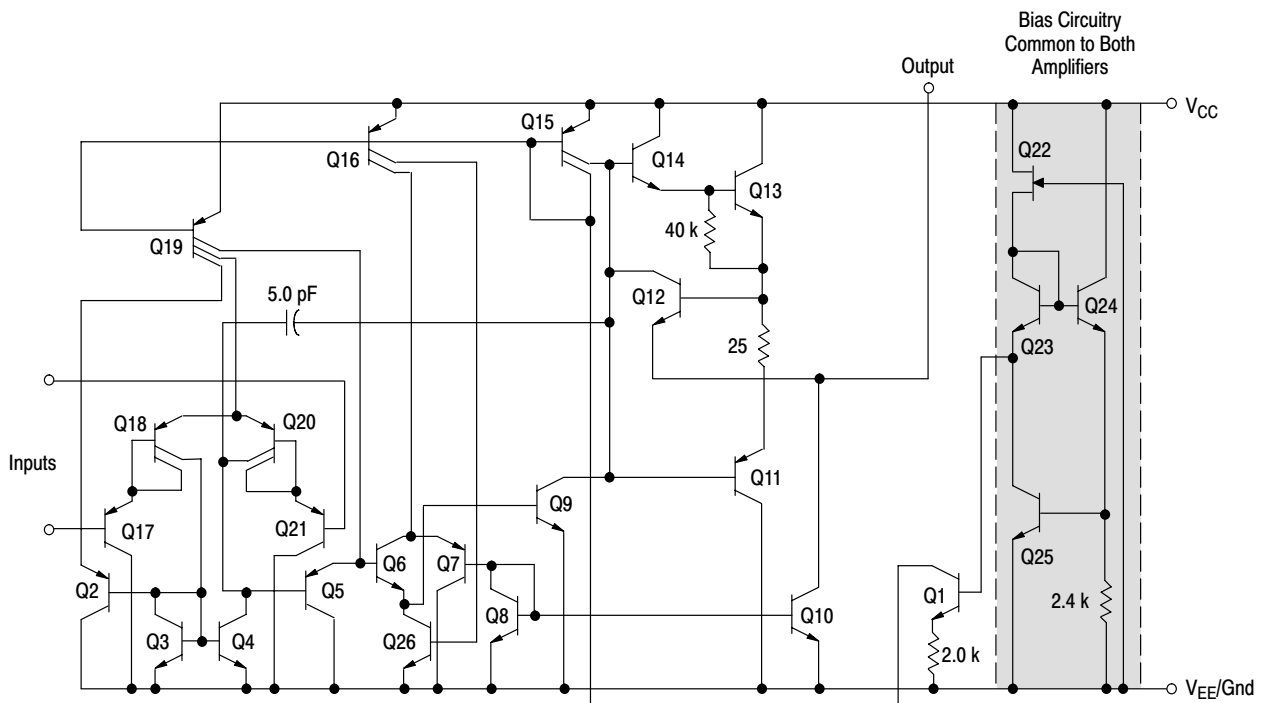 Bias Circuitry
Common to Both
Amplifiers
Output
VCC
Q15
Q16
Q14
Q22
Q13
Q19
40 k
5.0 pF
Q12
Q24
25
Q23
Q18
Q20
Inputs
Q11
Q9
Q17
Q21
Q25
Q6
Q7
Q2
Q5
Q1
Q8
Q10
2.4 k
Q3
Q4
Q26
2.0 k
VEE/Gnd